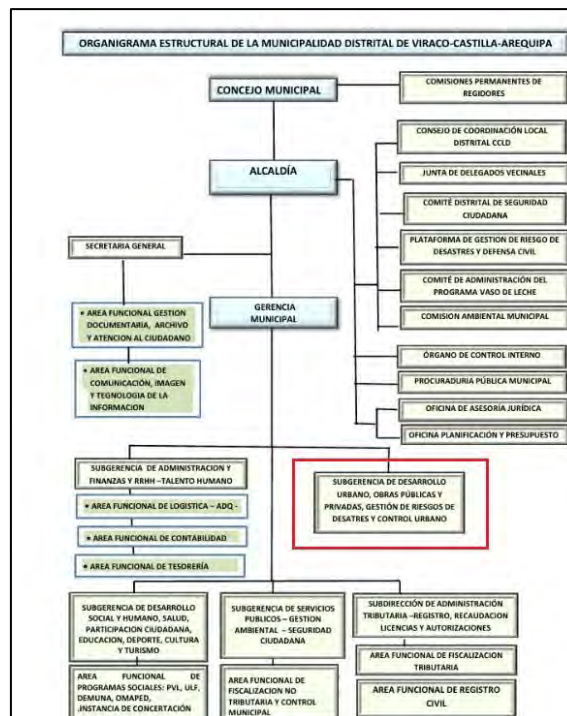 ORGANIGRAMA ESTRUCTURAL DE LA MUNICIPALIDAD DISTRITAL DE VIRACO-CASTILLA-AREQUIPA
CONCEJO MUNICIPAL
COMISIONES PERMANENTES DE
REGIDORES
CONSEJO DE COORDINACIÓN LOCAL
DISTRITAL CCLD
ALCALDÍA
JUNTA DE DELEGADOS VECINALES
COMITÉ DISTRITAL DE SEGURIDAD
CIUDADANA
SECRETARIA GENERAL
PLATAFORMA DE GESTION DE RIESGO DE
DESASTRES Y DEFENSA CIVIL
COMITÉ DE ADMINISTRACIÓN DEL
PROGRAMA VASO DE LECHE
COMISION AMBIENTAL MUNICIPAL
GERENCIA
MUNICIPAL
• AREA FUNCIONAL GESTION
DOCUMENTARIA, ARCHIVO
Y ATENCION AL CIUDADANO
• AREA FUNCIONAL DE
COMUNICACIÓN, IMAGEN
Y TEGNOLOGIA DE LA
INFORMACION
ÓRGANO DE CONTROL INTERNO
PROCURADURIA PÚBLICA MUNICIPAL
OFICINA DE ASESORÍA JURÍDICA
OFICINA PLANIFICACIÓN Y PRESUPUESTO
SUBGERENCIA DE ADMINISTRACION Y
FINANZAS Y RRHH –TALENTO HUMANO
• AREA FUNCIONAL DE LOGISTICA – ADQ -
• AREA FUNCIONAL DE CONTABILIDAD
• AREA FUNCIONAL DE TESORERÍA
SUBGERENCIA DE DESARROLLO
URBANO, OBRAS PÚBLICAS Y
PRIVADAS, GESTIÓN DE RIESGOS DE
DESATRES Y CONTROL URBANO
SUBGERENCIA DE DESARROLLO
SOCIAL Y HUMANO, SALUD,
PARTICIPACION CIUDADANA,
EDUCACION, DEPORTE, CULTURA
Y TURISMO
AREA FUNCIONAL DE
PROGRAMAS SOCIALES: PVL, ULF,
DEMUNA, OMAPED,
.INSTANCIA DE CONCERTACIÓN
SUBGERENCIA DE SERVICIOS
PUBLICOS – GESTION
AMBIENTAL – SEGURIDAD
CIUDADANA
AREA FUNCIONAL DE
FISCALIZACION NO
TRIBUTARIA Y CONTROL
MUNICIPAL
SUBDIRECCIÓN DE ADMINISTRACIÓN
TRIBUTARIA –REGISTRO, RECAUDACION
LICENCIAS Y AUTORIZACIONES
AREA FUNCIONAL DE FISCALIZACION
TRIBUTARIA
AREA FUNCIONAL DE REGISTRO
CIVIL